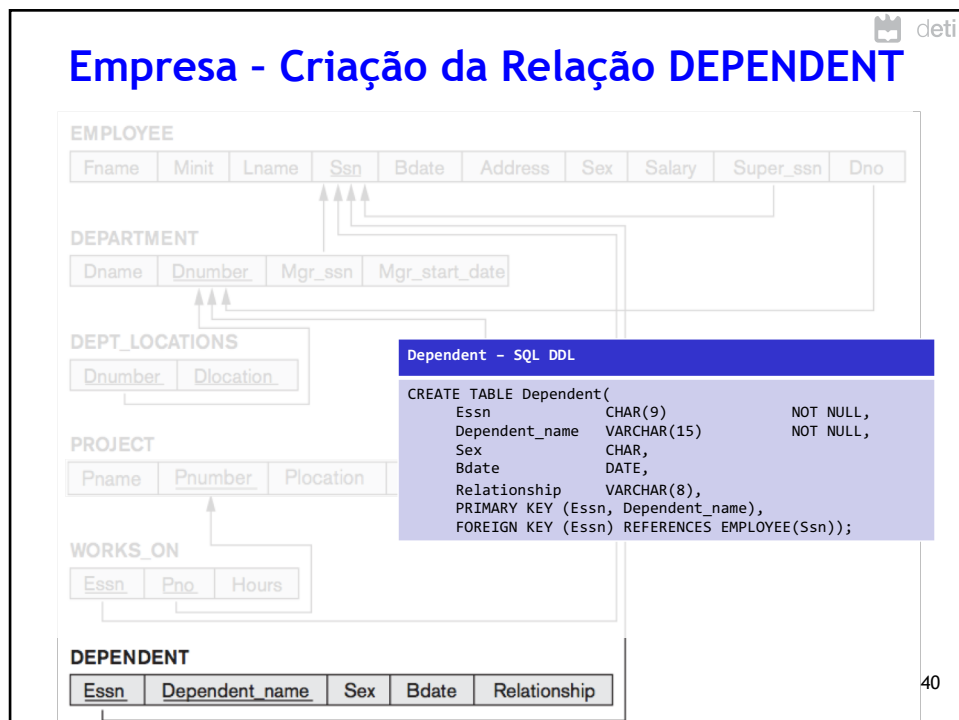 deti
Empresa – Criação da Relação DEPENDENT
EMPLOYEE
Fname Minit Lname Ssn Bdate Address Sex Salary Super_ssn Dno
DEPARTMENT
Dname Dnumber Mgr_ssn Mgr_start_date
DEPT_LOCATIONS
Dnumber Dlocation
PROJECT
Pname Pnumber Plocation
WORKS_ON
Essn Pno Hours
DEPENDENT
Essn Dependent_name Sex Bdate Relationship
Dependent – SQL DDL
CREATE TABLE Dependent(
Essn CHAR(9) NOT NULL,
Dependent_name VARCHAR(15) NOT NULL,
Sex CHAR,
Bdate DATE,
Relationship VARCHAR(8),
PRIMARY KEY (Essn, Dependent_name),
FOREIGN KEY (Essn) REFERENCES EMPLOYEE(Ssn));
40